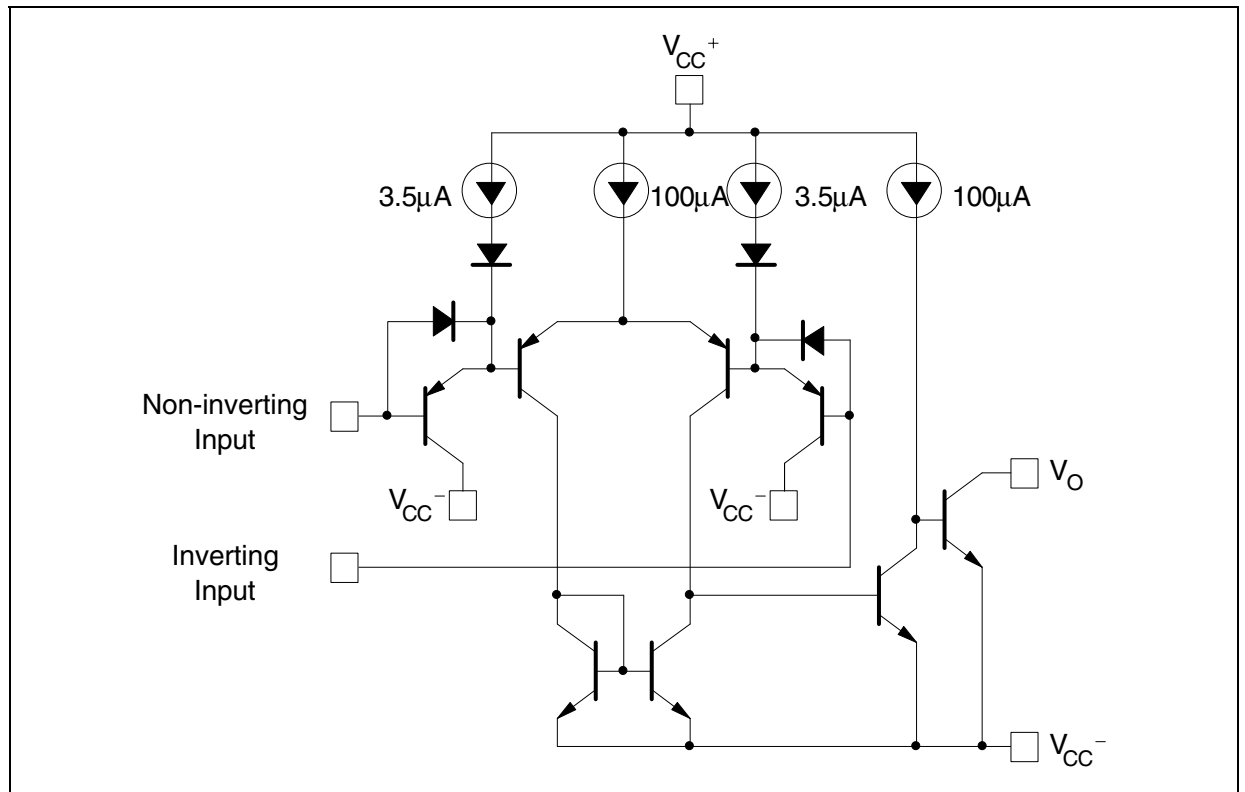 VCC+
3.5μA
100μA
3.5μA
100μA
Non-inverting
Input
VCC−
VCC−
VO
Inverting
Input
VCC−